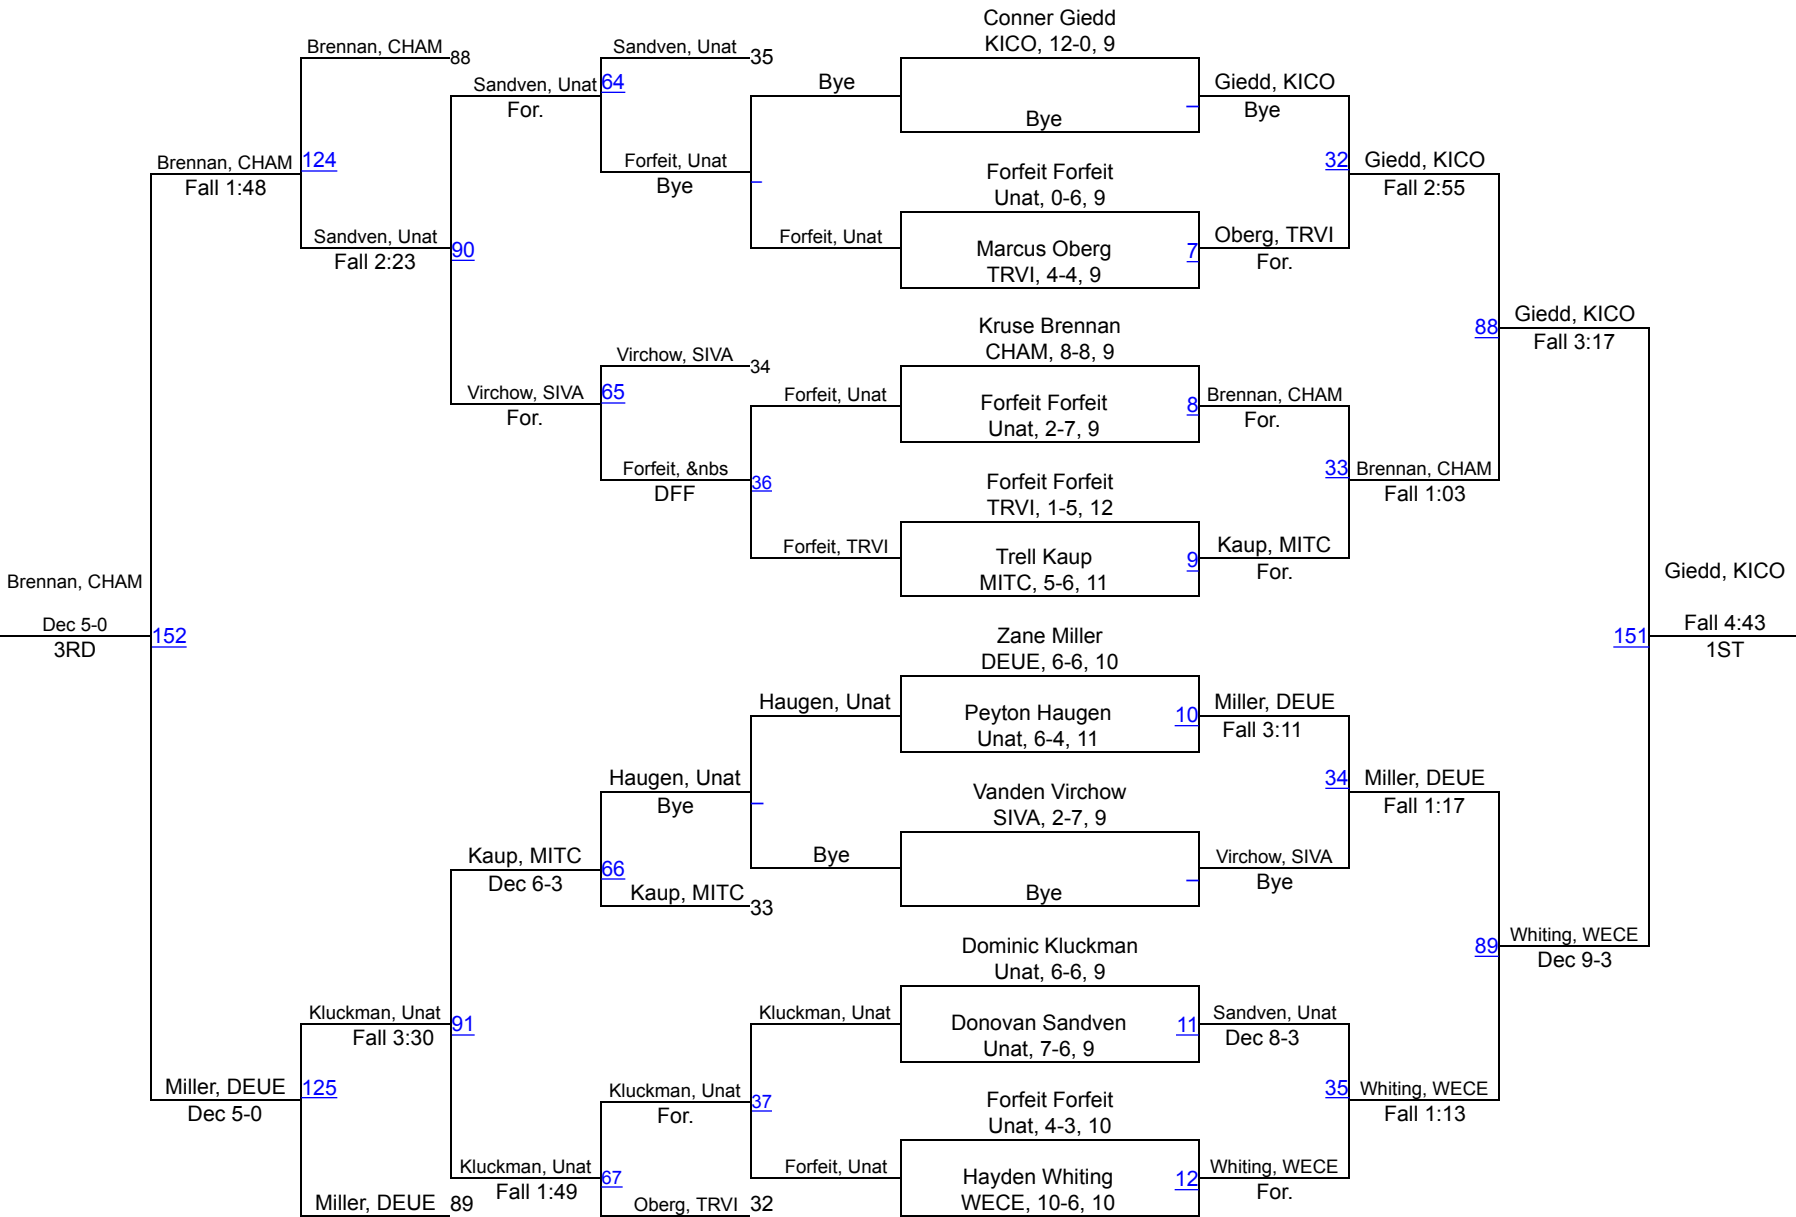 Conner Giedd
KICO, 12-0, 9
Brennan, CHAM
88
Sandven, Unat
35
Sandven, Unat
64
For.
Bye
Bye
Giedd, KICO
Bye
Brennan, CHAM
124
Fall 1:48
Forfeit, Unat
Bye
Forfeit Forfeit
Unat, 0-6, 9
32
Giedd, KICO
Fall 2:55
Sandven, Unat
90
Fall 2:23
Forfeit, Unat
Marcus Oberg
TRVI, 4-4, 9
7
Oberg, TRVI
For.
Kruse Brennan
CHAM, 8-8, 9
88
Giedd, KICO
Fall 3:17
Virchow, SIVA
34
Virchow, SIVA
65
For.
Forfeit, Unat
Forfeit Forfeit
Unat, 2-7, 9
8
Brennan, CHAM
For.
Forfeit, &nbs
36
DFF
Forfeit Forfeit
TRVI, 1-5, 12
33
Brennan, CHAM
Fall 1:03
Forfeit, TRVI
Trell Kaup
MITC, 5-6, 11
9
Kaup, MITC
For.
Brennan, CHAM
Dec 5-0
3RD
152
Giedd, KICO
151
Fall 4:43
1ST
Zane Miller
DEUE, 6-6, 10
Haugen, Unat
Peyton Haugen
Unat, 6-4, 11
10
Miller, DEUE
Fall 3:11
Haugen, Unat
Bye
Vanden Virchow
SIVA, 2-7, 9
34
Miller, DEUE
Fall 1:17
Kaup, MITC
66
Dec 6-3
Bye
Bye
Virchow, SIVA
Bye
Kaup, MITC
33
Dominic Kluckman
Unat, 6-6, 9
89
Whiting, WECE
Dec 9-3
Kluckman, Unat
91
Fall 3:30
Kluckman, Unat
Donovan Sandven
Unat, 7-6, 9
11
Sandven, Unat
Dec 8-3
Miller, DEUE
125
Dec 5-0
Kluckman, Unat
37
For.
Forfeit Forfeit
Unat, 4-3, 10
35
Whiting, WECE
Fall 1:13
Kluckman, Unat
67
Fall 1:49
Forfeit, Unat
Hayden Whiting
WECE, 10-6, 10
12
Whiting, WECE
For.
Miller, DEUE
89
Oberg, TRVI
32